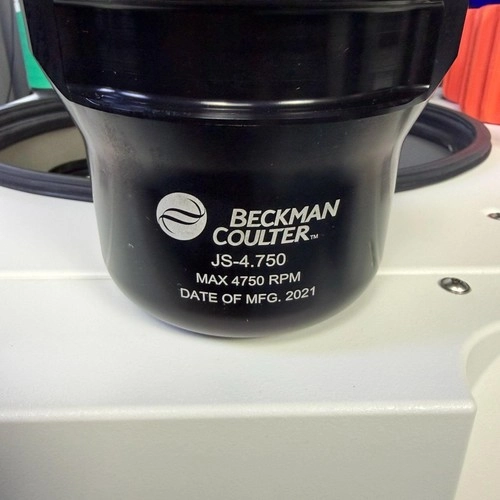 BECKMAN
COULTER™
JS-4.750
MAX 4750 RPM
DATE OF MFG. 2021